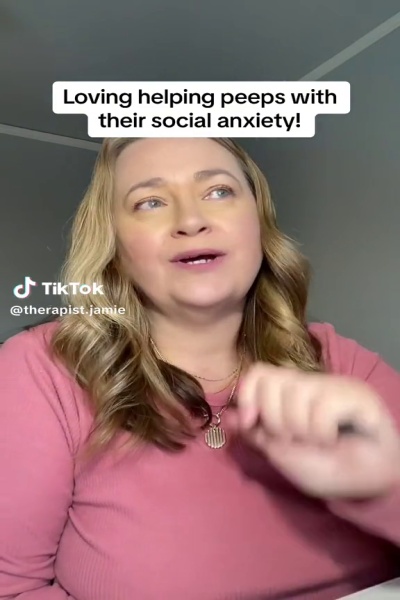 Loving helping peeps with
their social anxiety!
TikTok
@therapist.jamie